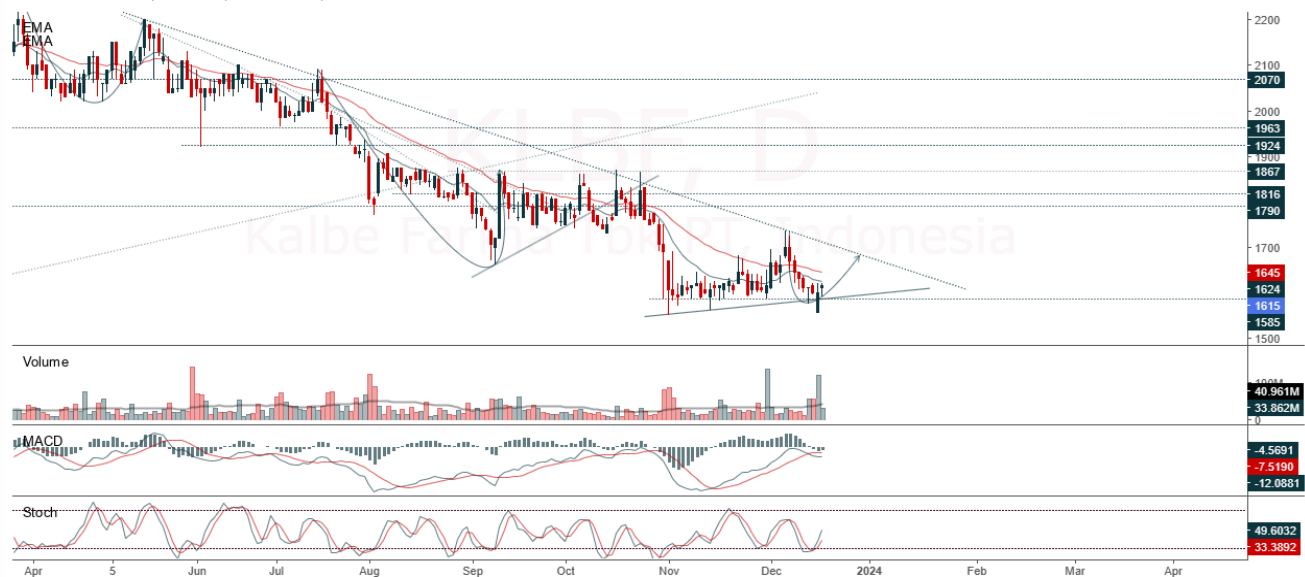 EMA
EMA
KLBF, D
Kalbe Farma Tbk PT, Indonesia
2200
2100
2070
2000
1963
1924
1900
1867
1816
1790
1700
1645
1624
1615
1585
1500
Volume
40.961M
33.862M
0
MACD
-4.5691
-7.5190
-12.0881
Stoch
49.6032
33.3892
Apr 5 Jun Jul Aug Sep Oct Nov Dec 2024 Feb Mar Apr